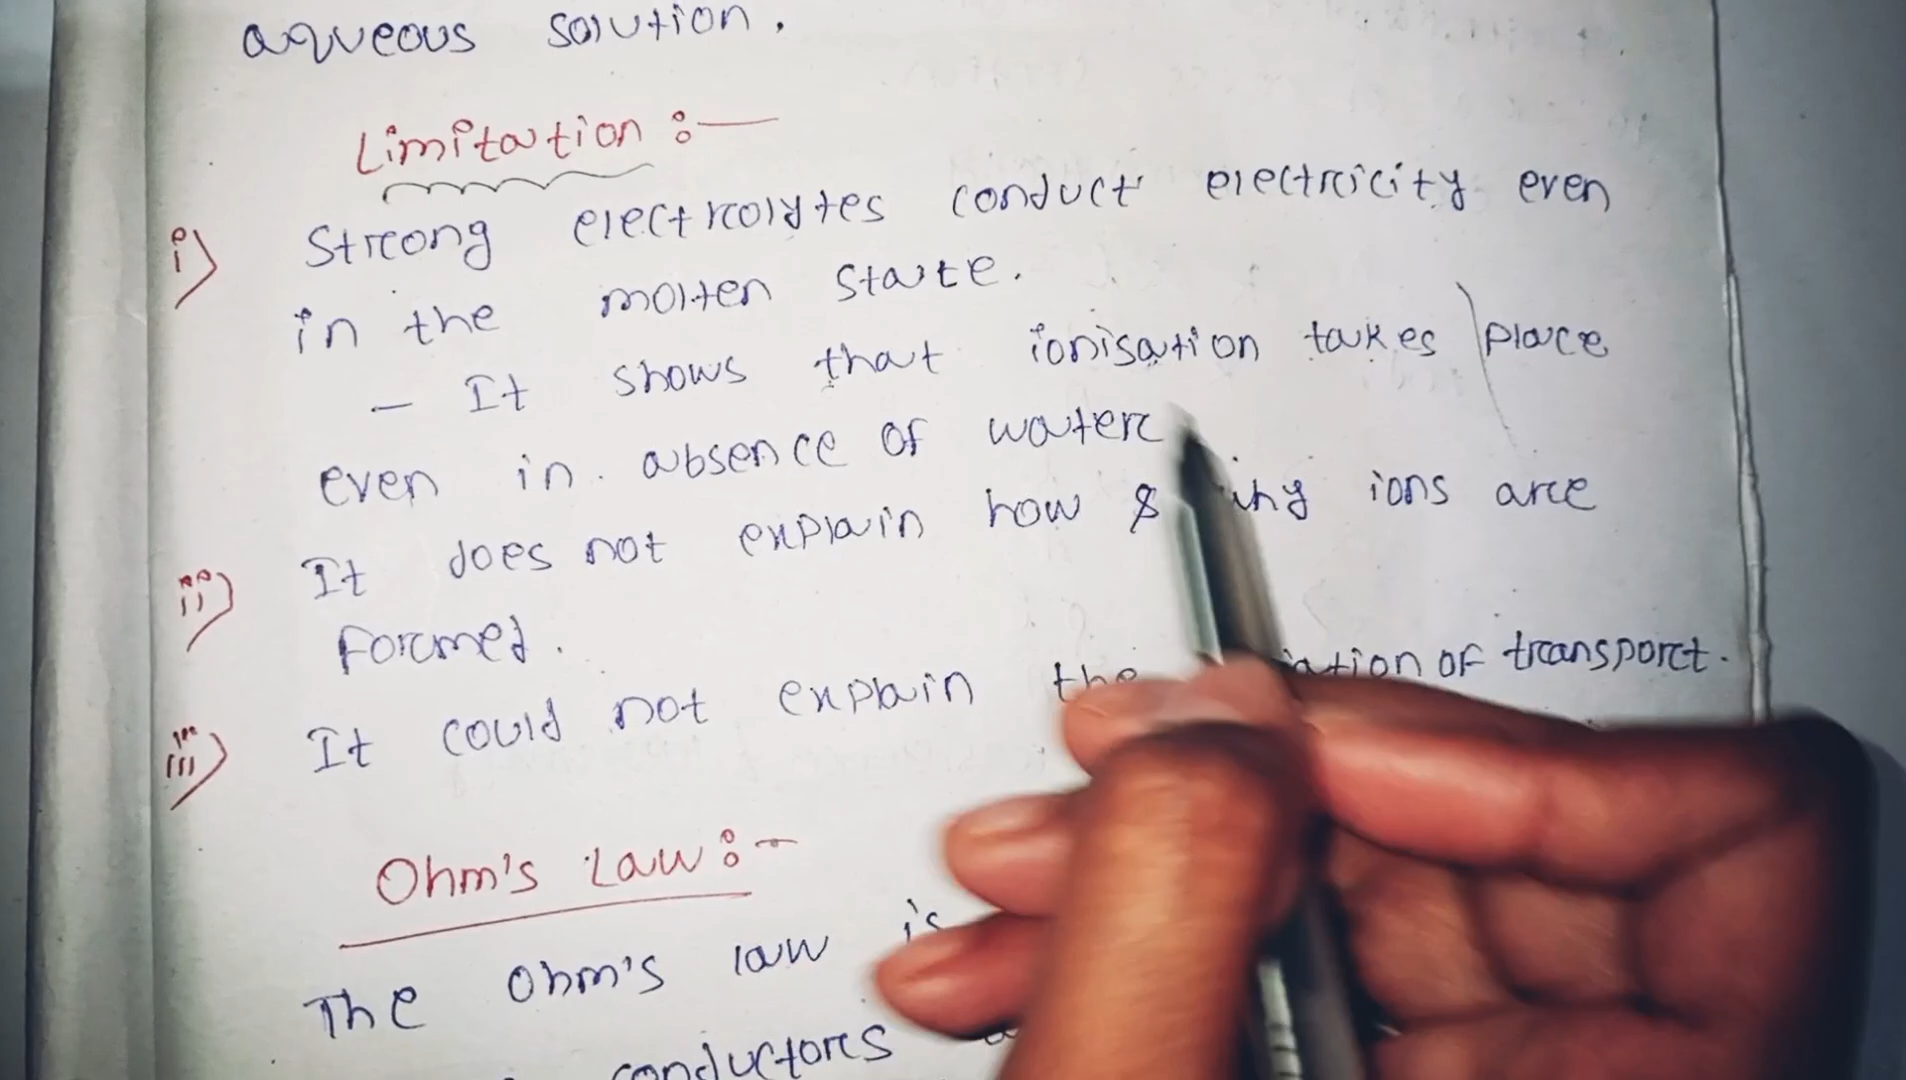 aqueous solution.
Limitation :—
i) Strong electrolytes conduct electricity even
in the molten state.
– It shows that ionisation takes place
even in absence of water
ii) It does not explain how & why ions are
formed.
iii) It could not explain the of transport.
Ohm's Law :-
The Ohm's law is
conductors